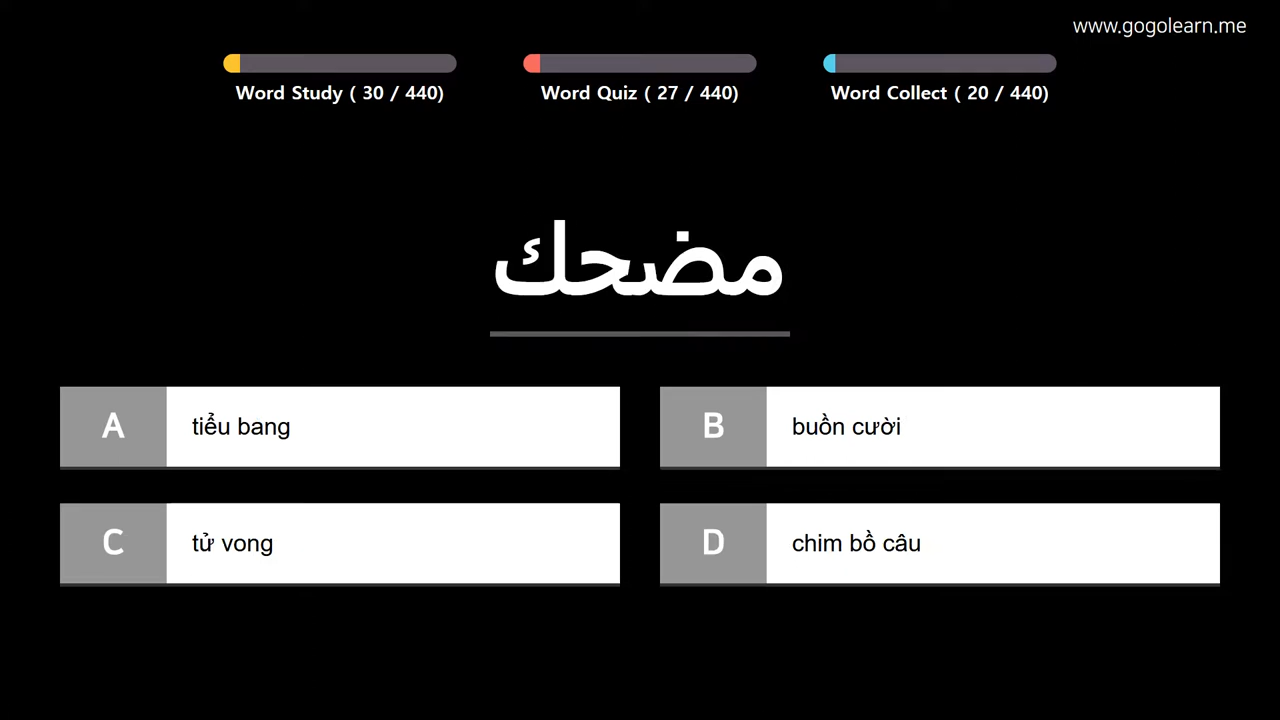 www.gogolearn.me
Word Study ( 30 / 440)
Word Quiz ( 27 / 440)
Word Collect ( 20 / 440)
مضحك
A tiểu bang
B buồn cười
C tử vong
D chim bồ câu